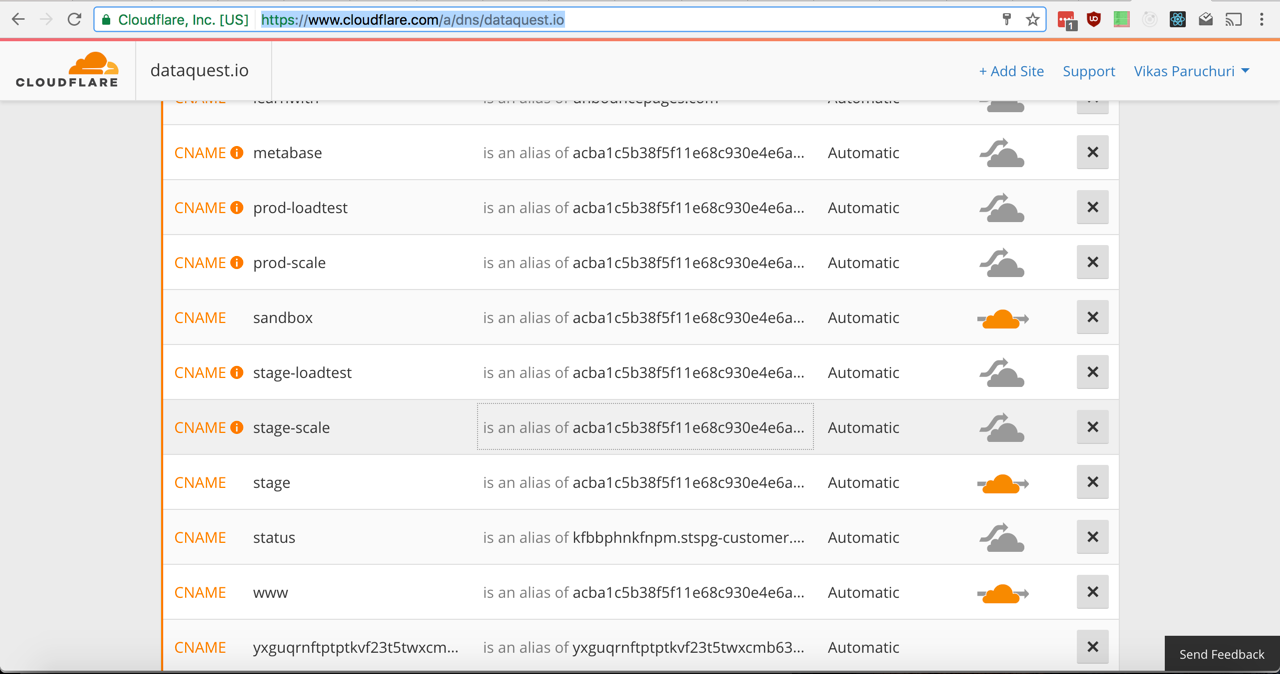 Cloudflare, Inc. [US] https://www.cloudflare.com/a/dns/dataquest.io
1
CLOUDFLARE dataquest.io + Add Site Support Vikas Paruchuri
CNAME learnwith is an alias of unbouncepages.com Automatic
CNAME metabase is an alias of acba1c5b38f5f11e68c930e4e6a... Automatic
CNAME prod-loadtest is an alias of acba1c5b38f5f11e68c930e4e6a... Automatic
CNAME prod-scale is an alias of acba1c5b38f5f11e68c930e4e6a... Automatic
CNAME sandbox is an alias of acba1c5b38f5f11e68c930e4e6a... Automatic
CNAME stage-loadtest is an alias of acba1c5b38f5f11e68c930e4e6a... Automatic
CNAME stage-scale is an alias of acba1c5b38f5f11e68c930e4e6a... Automatic
CNAME stage is an alias of acba1c5b38f5f11e68c930e4e6a... Automatic
CNAME status is an alias of kfbbphnkfnpm.stspg-customer.... Automatic
CNAME www is an alias of acba1c5b38f5f11e68c930e4e6a... Automatic
CNAME yxguqrnftptptkvf23t5twxcm... is an alias of yxguqrnftptptkvf23t5twxcmb63... Automatic
Send Feedback